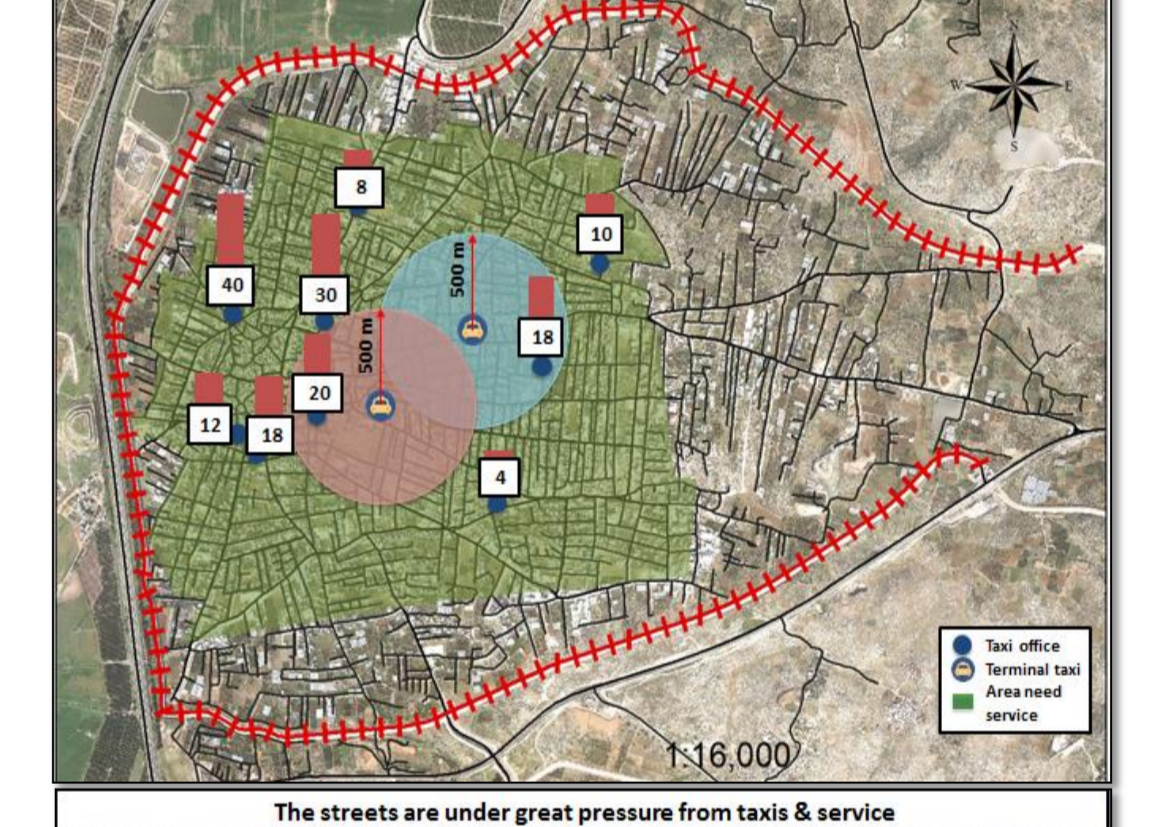 N
W E
S
8
10
40
30
500 m
18
500 m
20
12
18
4
Taxi office
Terminal taxi
Area need
service
1:16,000
The streets are under great pressure from taxis & service